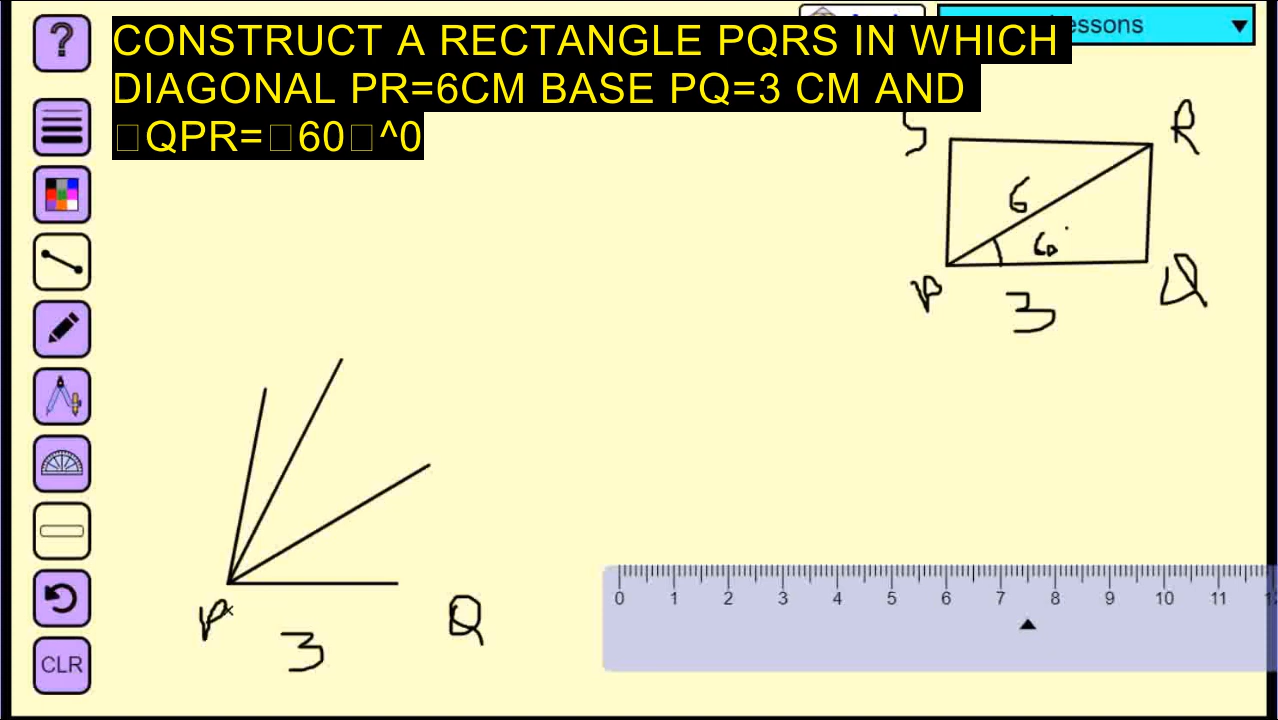 essons
CONSTRUCT A RECTANGLE PQRS IN WHICH
DIAGONAL PR=6CM BASE PQ=3 CM AND
□QPR=□60□^0
S R
6
60°
P Q
3
P Q
3
0 1 2 3 4 5 6 7 8 9 10 11
?
CLR